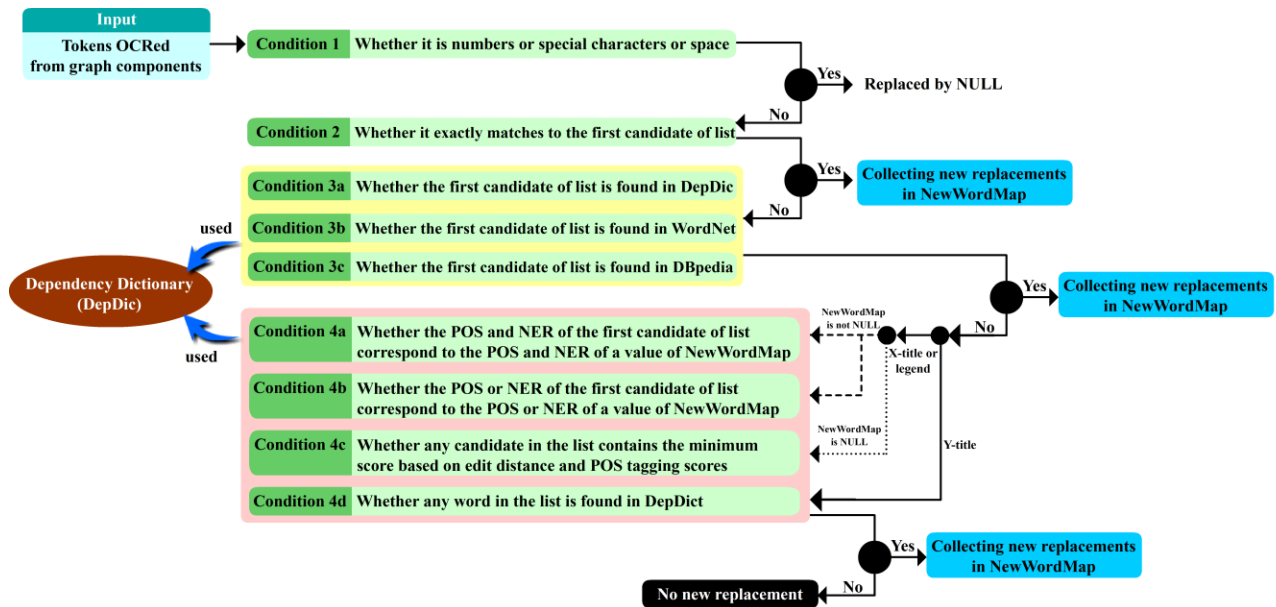 Input
Tokens OCRed
from graph components
Condition 1
Whether it is numbers or special characters or space
Yes
Replaced by NULL
No
Condition 2
Whether it exactly matches to the first candidate of list
Yes
Collecting new replacements
in NewWordMap
No
Condition 3a
Whether the first candidate of list is found in DepDic
Condition 3b
Whether the first candidate of list is found in WordNet
Condition 3c
Whether the first candidate of list is found in DBpedia
used
Dependency Dictionary
(DepDic)
used
Yes
Collecting new replacements
in NewWordMap
No
X-title or
legend
Y-title
NewWordMap
is not NULL
NewWordMap
is NULL
Condition 4a
Whether the POS and NER of the first candidate of list
correspond to the POS and NER of a value of NewWordMap
Condition 4b
Whether the POS or NER of the first candidate of list
correspond to the POS or NER of a value of NewWordMap
Condition 4c
Whether any candidate in the list contains the minimum
score based on edit distance and POS tagging scores
Condition 4d
Whether any word in the list is found in DepDict
Yes
Collecting new replacements
in NewWordMap
No
No new replacement